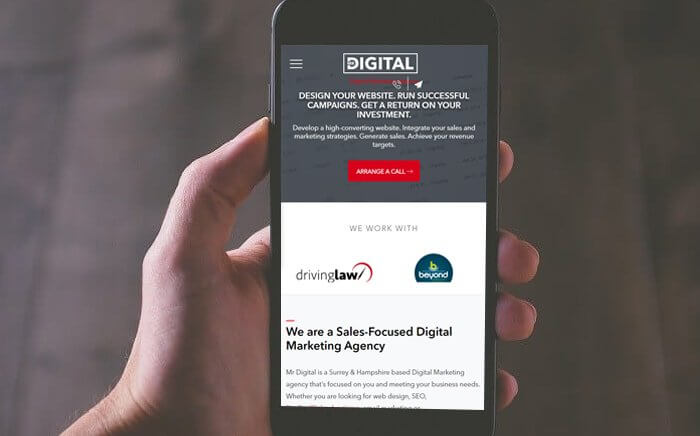 DIGITAL
DESIGN YOUR WEBSITE. RUN SUCCESSFUL
CAMPAIGNS. GET A RETURN ON YOUR
INVESTMENT.
Develop a high-converting website. Integrate your sales and
marketing strategies. Generate sales. Achieve your revenue
targets.
ARRANGE A CALL →
WE WORK WITH
drivinglaw
b
beyond
We are a Sales-Focused Digital
Marketing Agency
Mr Digital is a Surrey & Hampshire based Digital Marketing
agency that's focused on you and meeting your business needs.
Whether you are looking for web design, SEO,